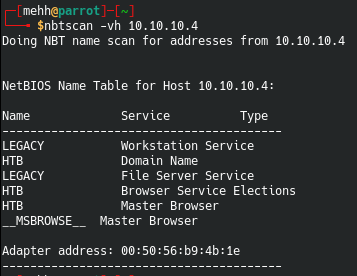 [mehh@parrot]-[~]
$nbtscan -vh 10.10.10.4
Doing NBT name scan for addresses from 10.10.10.4
NetBIOS Name Table for Host 10.10.10.4:
Name Service Type
----------------------------------------
LEGACY Workstation Service
HTB Domain Name
LEGACY File Server Service
HTB Browser Service Elections
HTB Master Browser
__MSBROWSE__ Master Browser
Adapter address: 00:50:56:b9:4b:1e
----------------------------------------